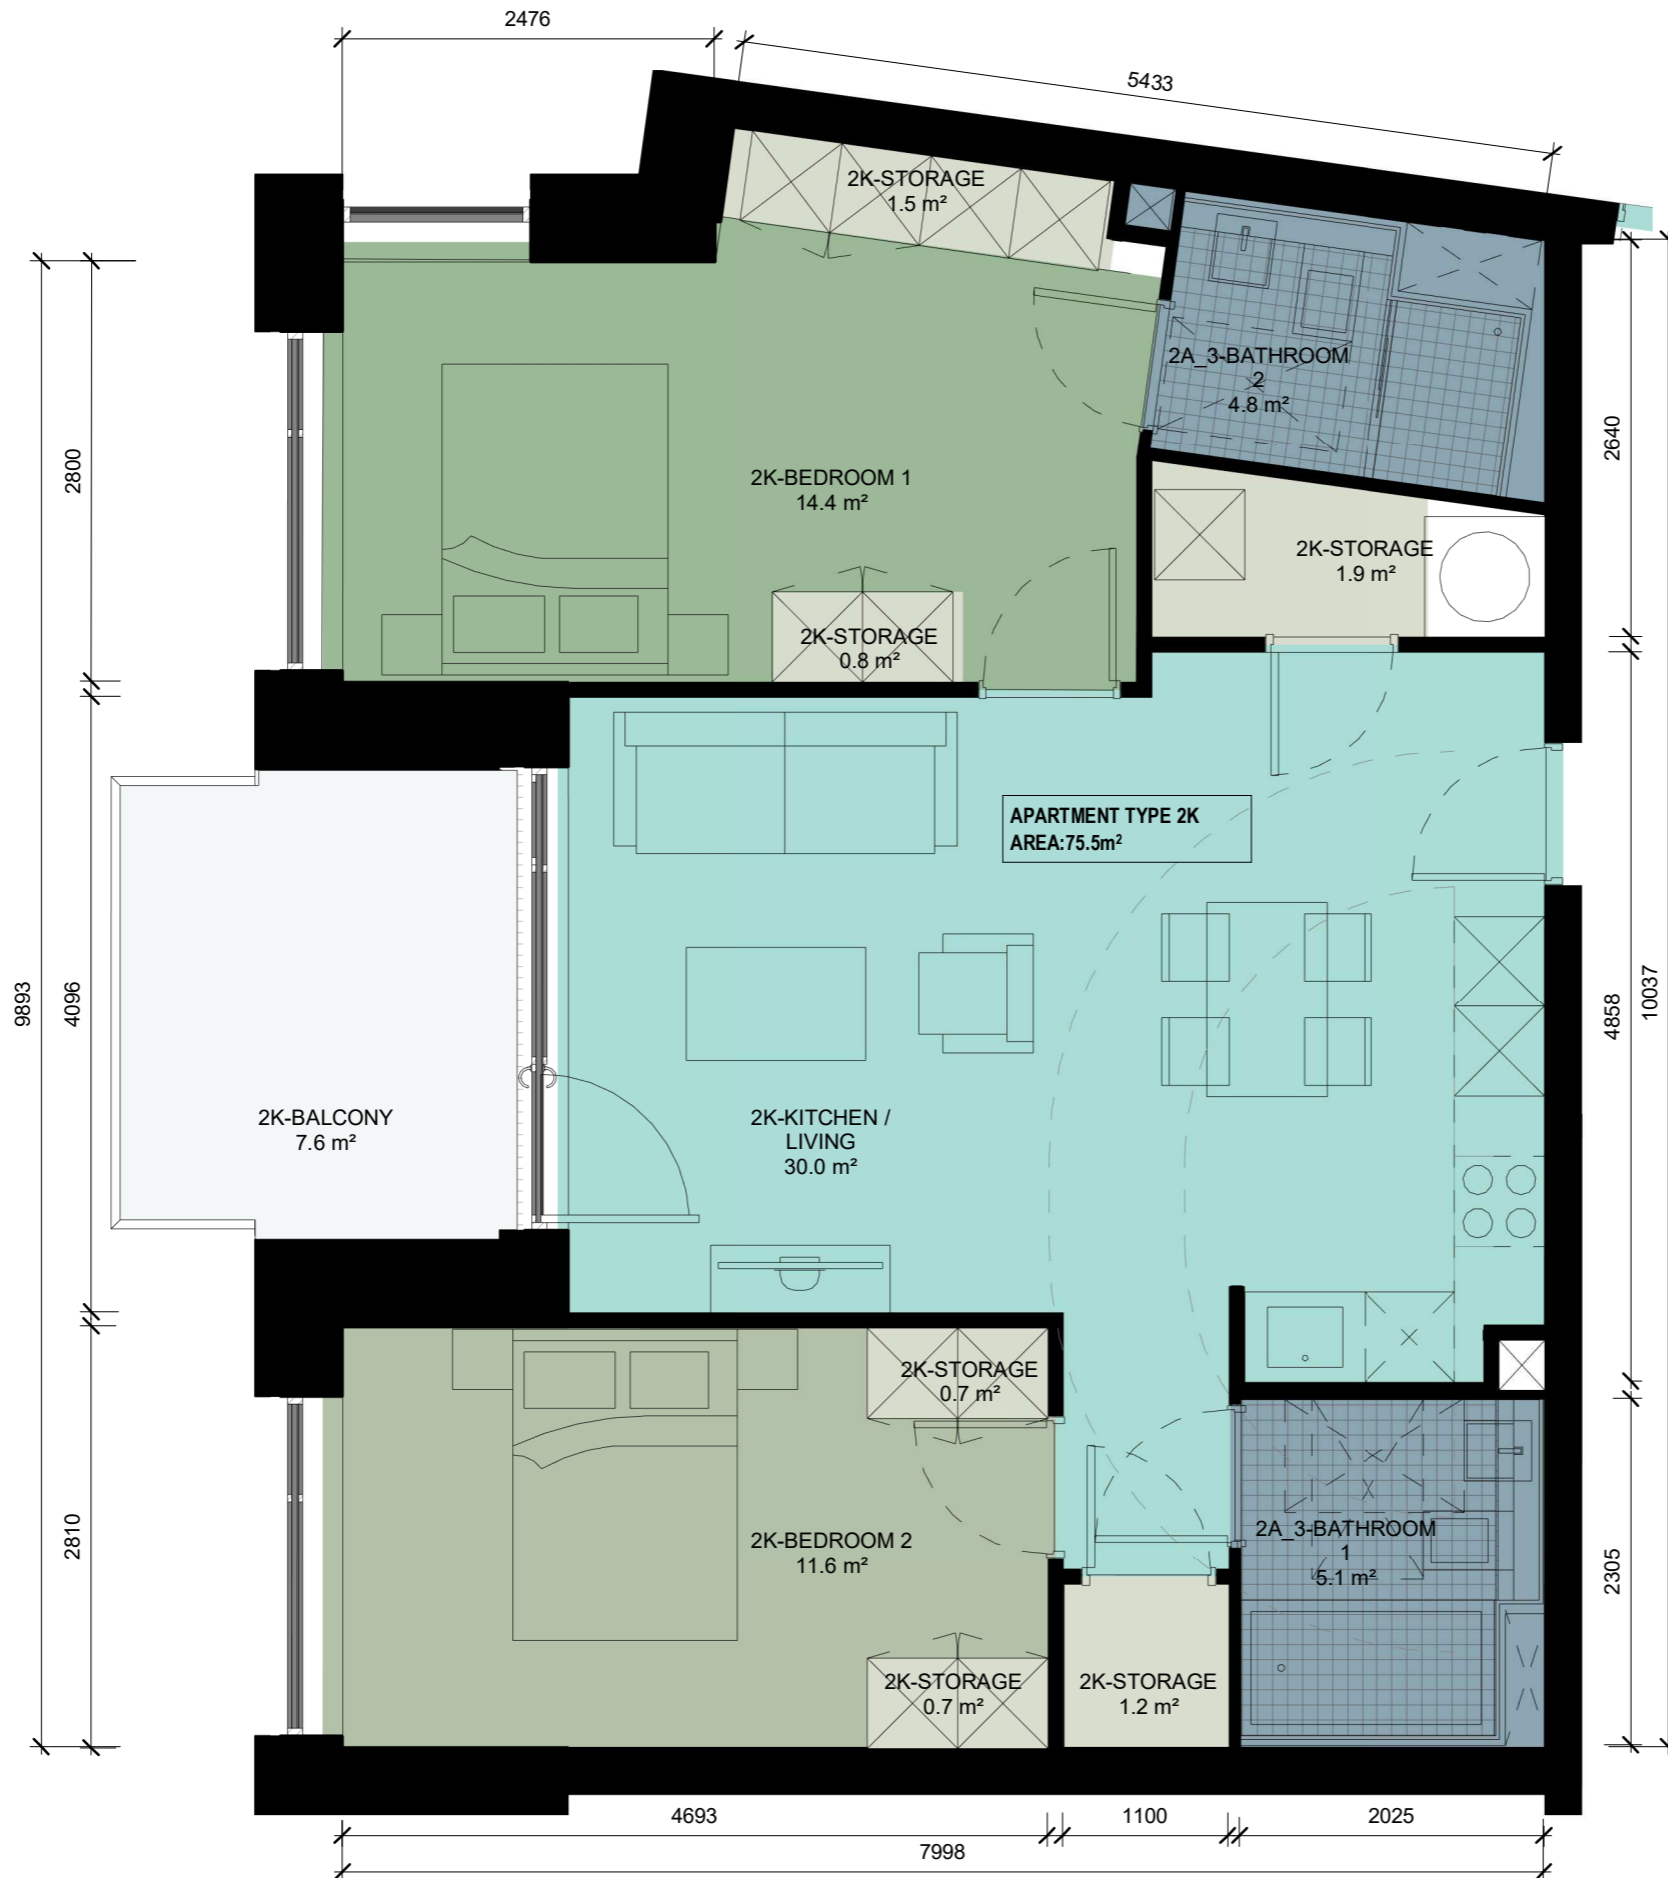 2476
5433
2K-STORAGE
1.5 m²
2A_3-BATHROOM
2
4.8 m²
2800
2640
2K-BEDROOM 1
14.4 m²
2K-STORAGE
1.9 m²
2K-STORAGE
0.8 m²
APARTMENT TYPE 2K
AREA:75.5m²
9893
4096
4858
10037
2K-BALCONY
7.6 m²
2K-KITCHEN /
LIVING
30.0 m²
2K-STORAGE
0.7 m²
2810
2K-BEDROOM 2
11.6 m²
2A_3-BATHROOM
1
5.1 m²
2305
2K-STORAGE
0.7 m²
2K-STORAGE
1.2 m²
4693
1100
2025
7998